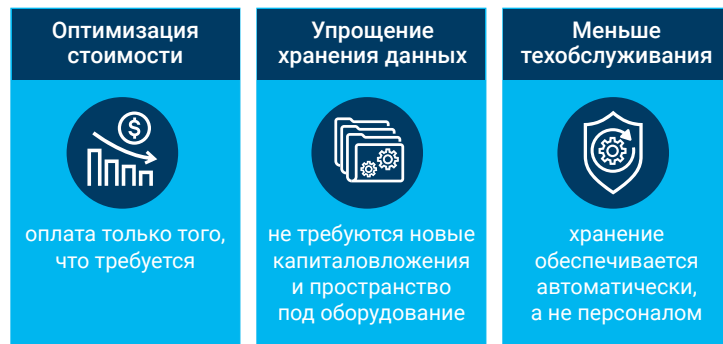 Оптимизация
стоимости
$
оплата только того,
что требуется
Упрощение
хранения данных
не требуются новые
капиталовложения
и пространство
под оборудование
Меньше
техобслуживания
хранение
обеспечивается
автоматически,
а не персоналом